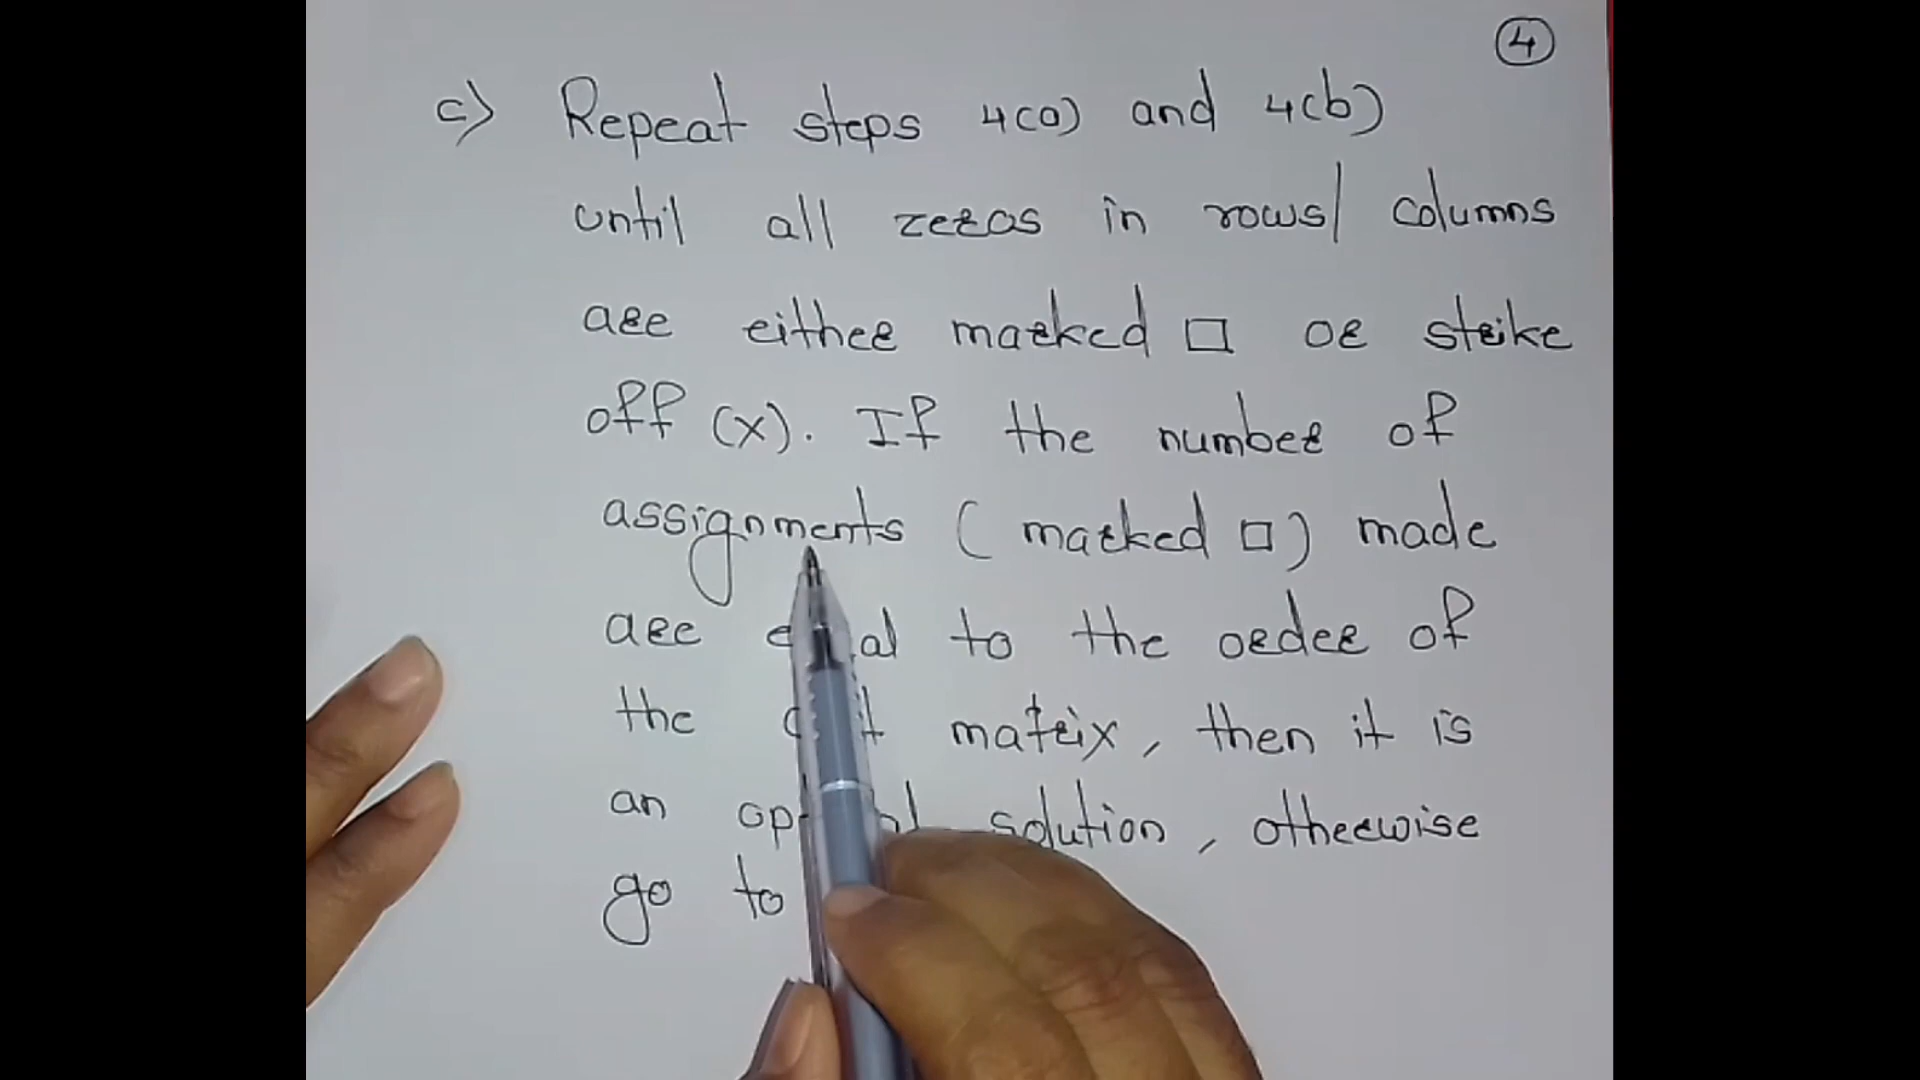 4
c) Repeat steps 4(a) and 4(b)
until all zeros in rows/ columns
are either marked □ or strike
off (x). If the number of
assignments (marked □) made
are to the order of
the matrix, then it is
an solution, otherwise
go to